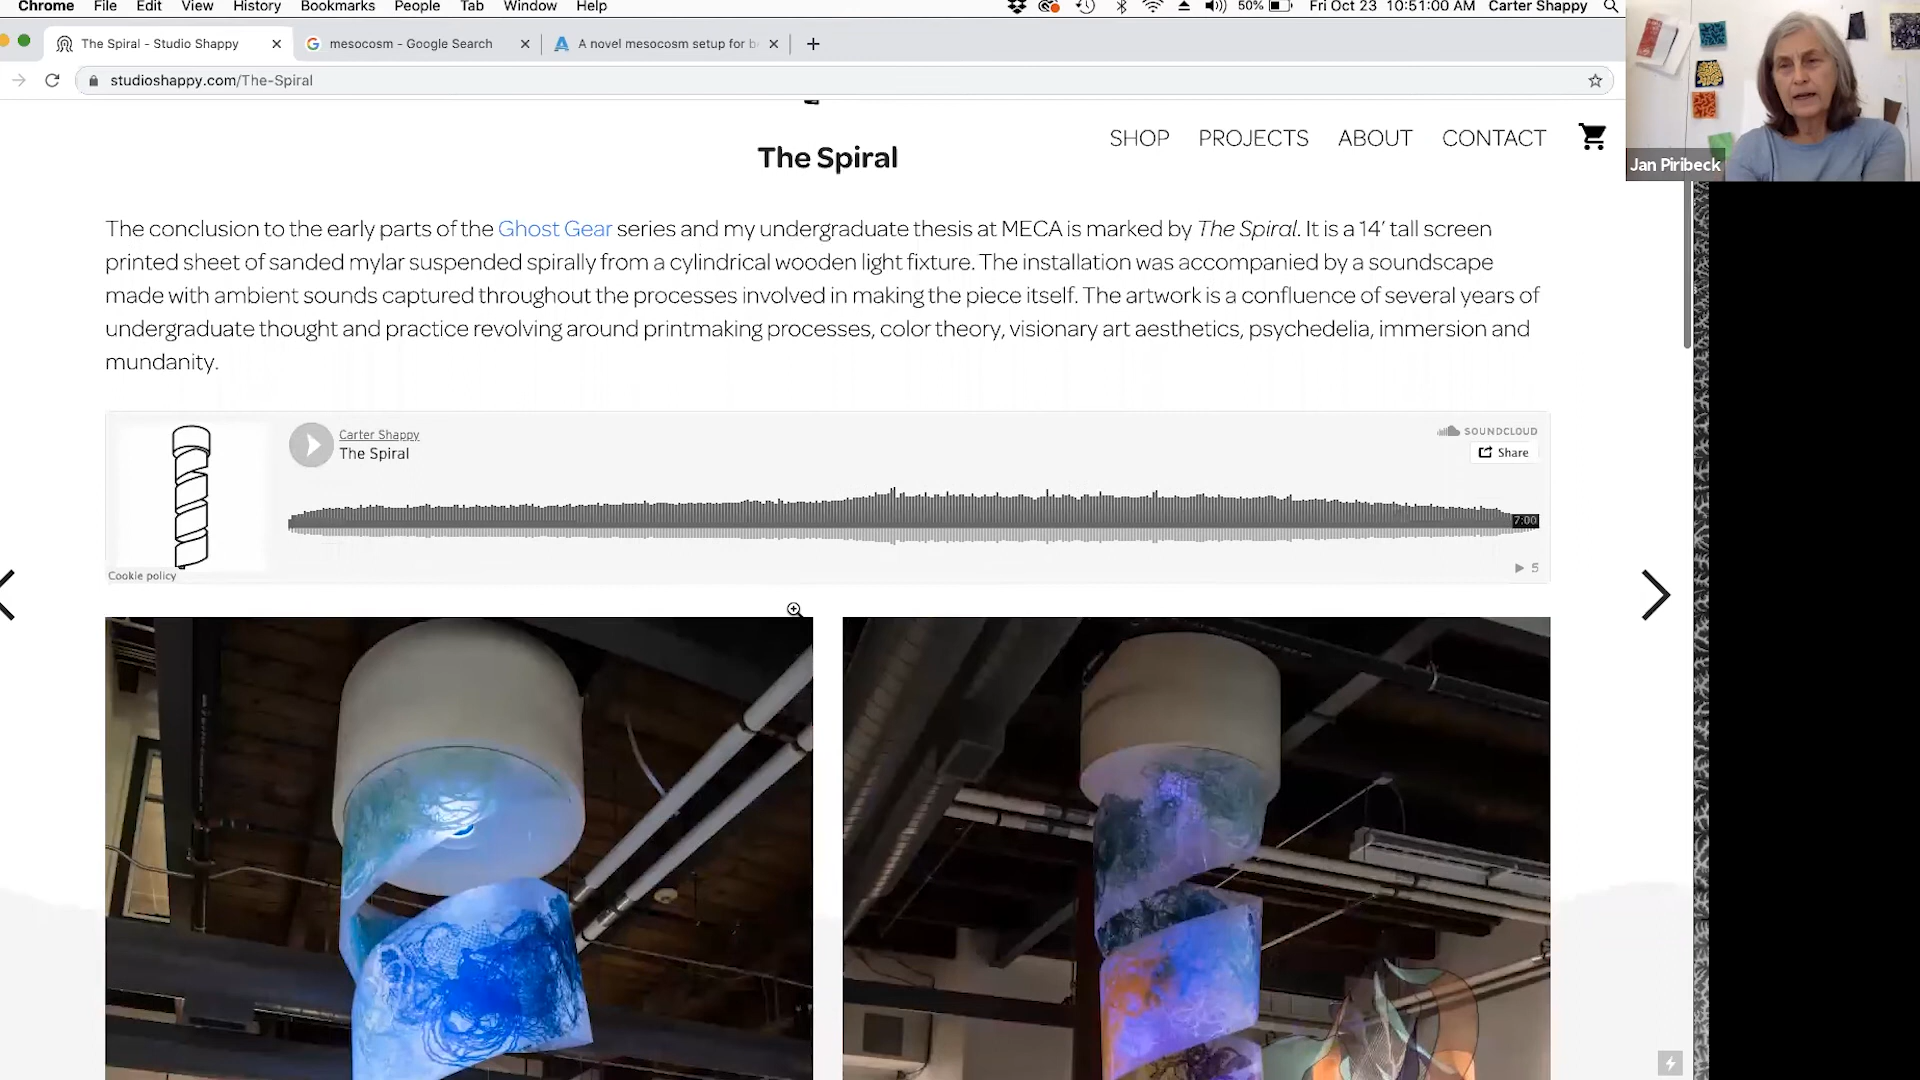 Chrome File Edit View History Bookmarks People Tab Window Help 50% Fri Oct 23 10:51:00 AM Carter Shappy
The Spiral - Studio Shappy mesocosm - Google Search A novel mesocosm setup for b
studioshappy.com/The-Spiral
SHOP PROJECTS ABOUT CONTACT
The Spiral
Jan Piribeck
The conclusion to the early parts of the Ghost Gear series and my undergraduate thesis at MECA is marked by The Spiral. It is a 14’ tall screen
printed sheet of sanded mylar suspended spirally from a cylindrical wooden light fixture. The installation was accompanied by a soundscape
made with ambient sounds captured throughout the processes involved in making the piece itself. The artwork is a confluence of several years of
undergraduate thought and practice revolving around printmaking processes, color theory, visionary art aesthetics, psychedelia, immersion and
mundanity.
Carter Shappy
The Spiral
SOUNDCLOUD
Share
7:00
5
Cookie policy